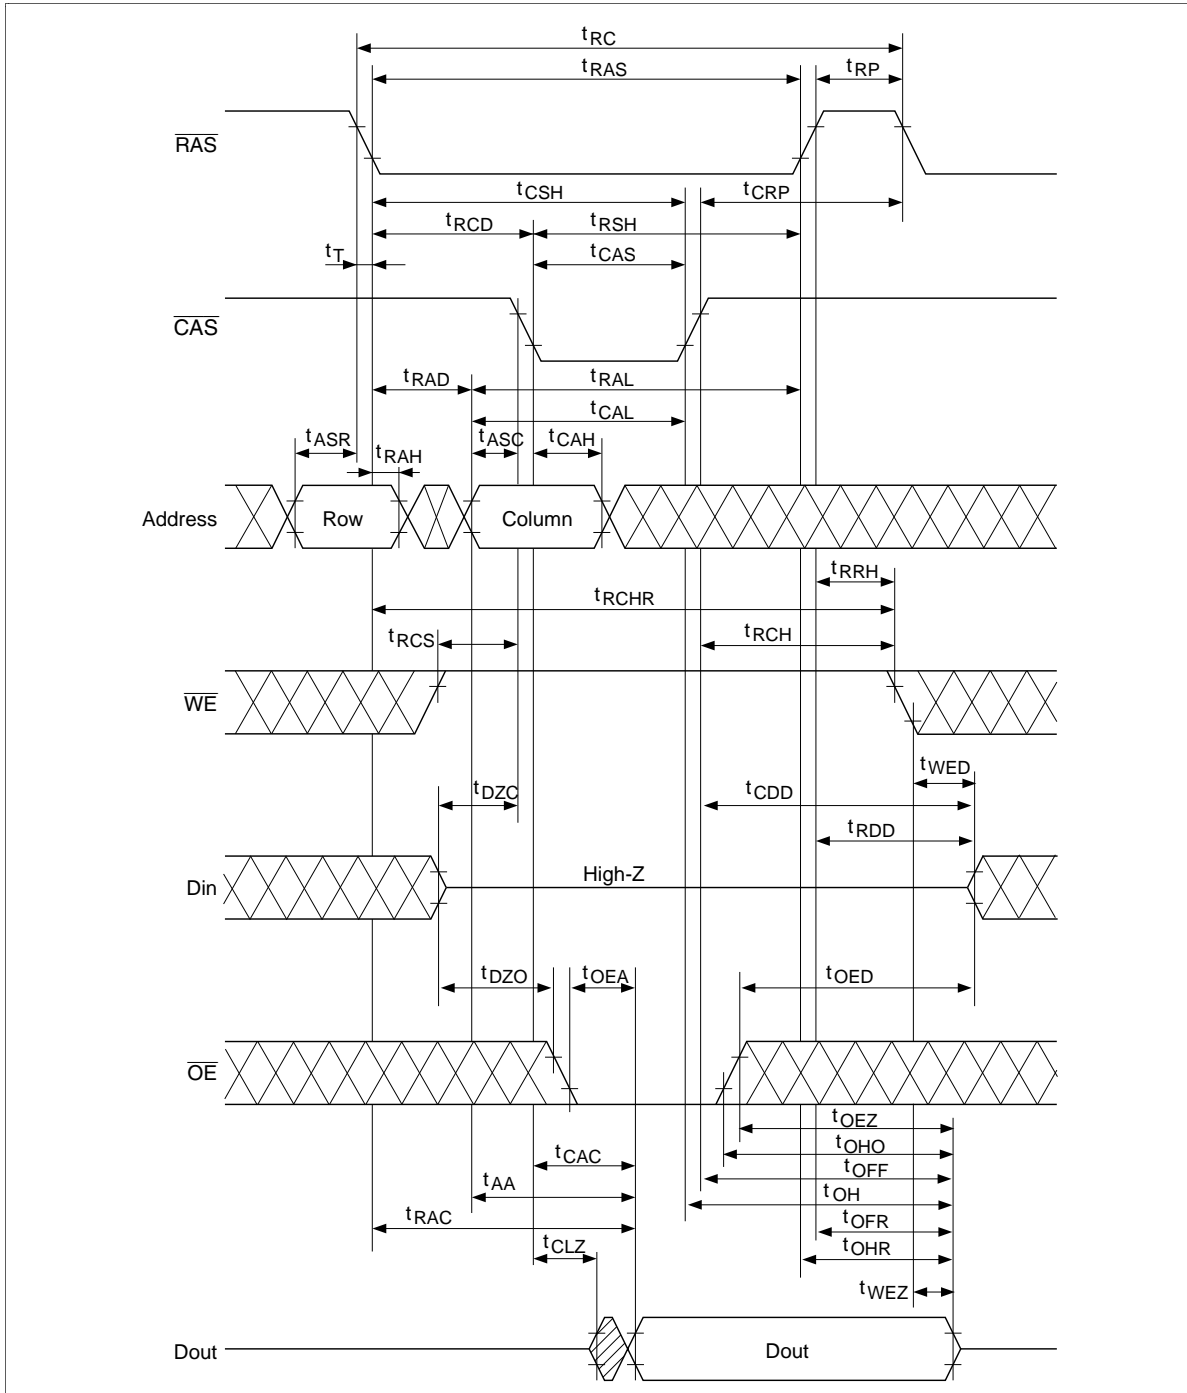 tRC
tRAS
tRP
RAS
tCSH
tCRP
tRCD
tRSH
tT
tCAS
CAS
tRAD
tRAL
tCAL
tASR
tASC
tCAH
tRAH
Address
Row
Column
tRRH
tRCHR
tRCS
tRCH
WE
tWED
tDZC
tCDD
tRDD
Din
High-Z
tDZO
tOEA
tOED
OE
tOEZ
tOHO
tCAC
tOFF
tAA
tOH
tRAC
tOFR
tCLZ
tOHR
tWEZ
Dout
Dout